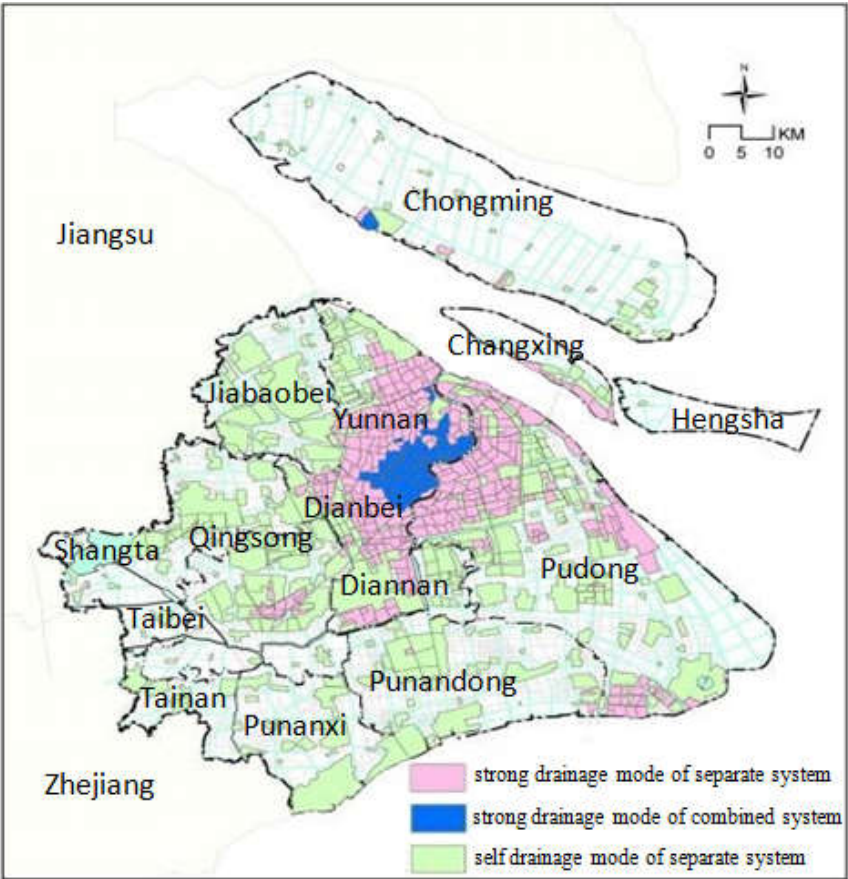 N
KM
0 5 10
Chongming
Jiangsu
Changxing
Jiabaobei
Yunnan
Hengsha
Dianbei
Qingsong
Shangta
Pudong
Diannan
Taibei
Punandong
Tainan
Punanxi
Zhejiang
strong drainage mode of separate system
strong drainage mode of combined system
self drainage mode of separate system